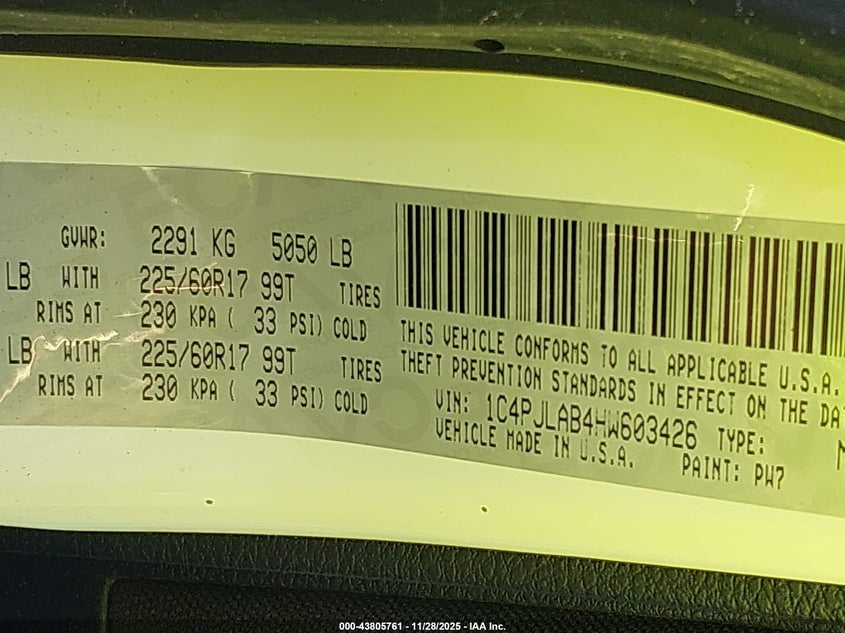 GVWR: 2291 KG 5050 LB
LB WITH 225/60R17 99T TIRES
RIMS AT 230 KPA ( 33 PSI) COLD
LB WITH 225/60R17 99T TIRES
RIMS AT 230 KPA ( 33 PSI) COLD
THIS VEHICLE CONFORMS TO ALL APPLICABLE U.S.A.
THEFT PREVENTION STANDARDS IN EFFECT ON THE DA
VIN: 1C4PJLAB4HW603426 TYPE: M
VEHICLE MADE IN U.S.A. PAINT: PW7
000-43805761 - 11/28/2025 - IAA Inc.